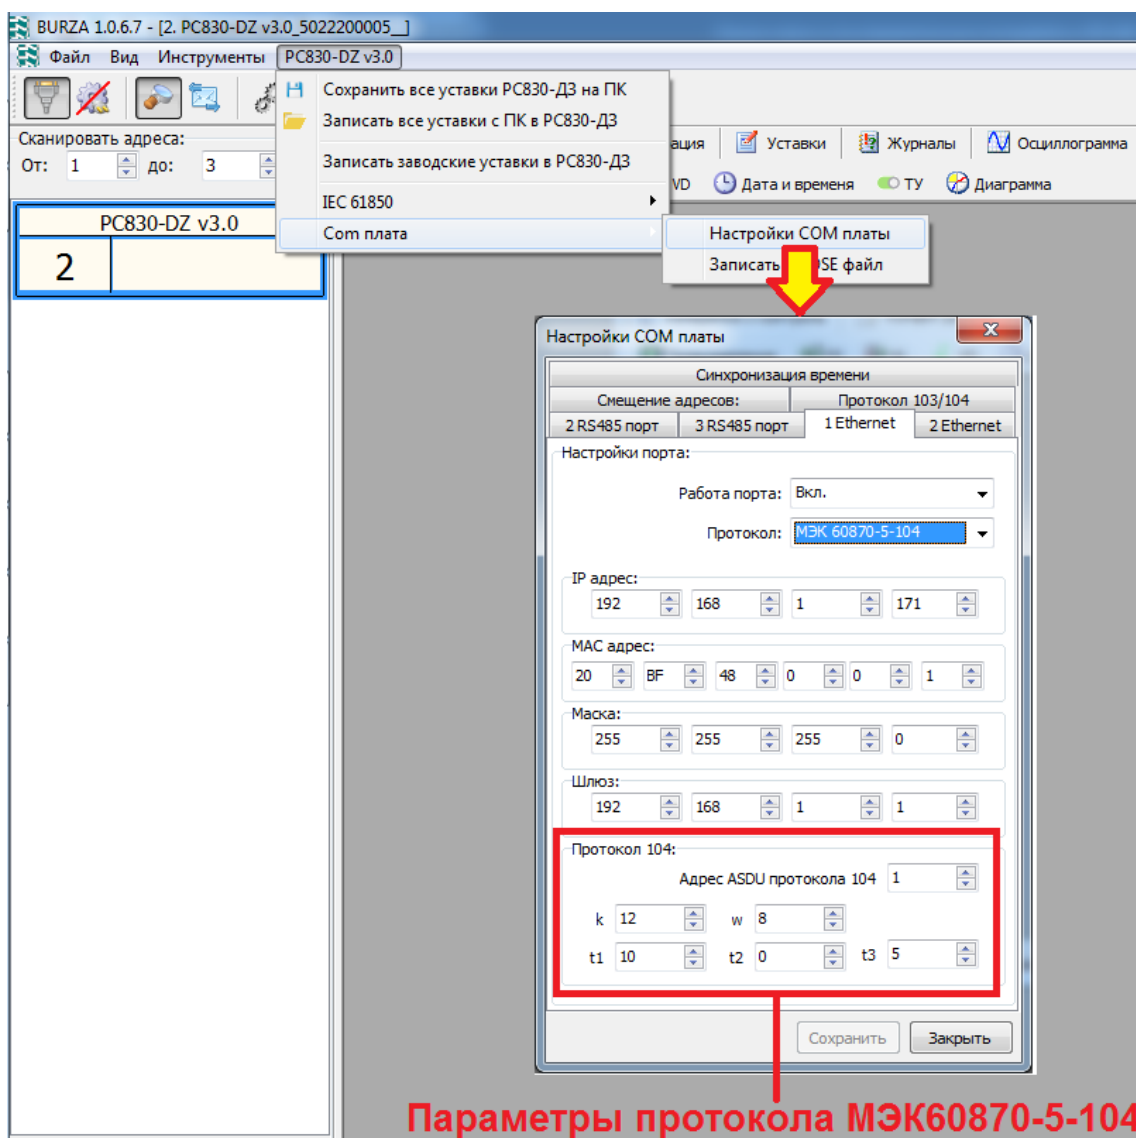 BURZA 1.0.6.7 - [2. PC830-DZ v3.0_5022200005__]
Файл Вид Инструменты PC830-DZ v3.0
Сохранить все уставки РС830-ДЗ на ПК
Записать все уставки с ПК в РС830-ДЗ
Записать заводские уставки в РС830-ДЗ
IEC 61850
Com плата
Настройки COM платы
Записать файл
Сканировать адреса:
От: 1 до: 3
Уставки Журналы Осциллограмма
Дата и временя ТУ Диаграмма
PC830-DZ v3.0
2
Настройки COM платы
Синхронизация времени
Смещение адресов: Протокол 103/104
2 RS485 порт 3 RS485 порт 1 Ethernet 2 Ethernet
Настройки порта:
Работа порта: Вкл.
Протокол: МЭК 60870-5-104
IP адрес:
192 168 1 171
MAC адрес:
20 BF 48 0 0 1
Маска:
255 255 255 0
Шлюз:
192 168 1 1
Протокол 104:
Адрес ASDU протокола 104 1
k 12 w 8
t1 10 t2 0 t3 5
Сохранить Закрыть
Параметры протокола МЭК60870-5-104